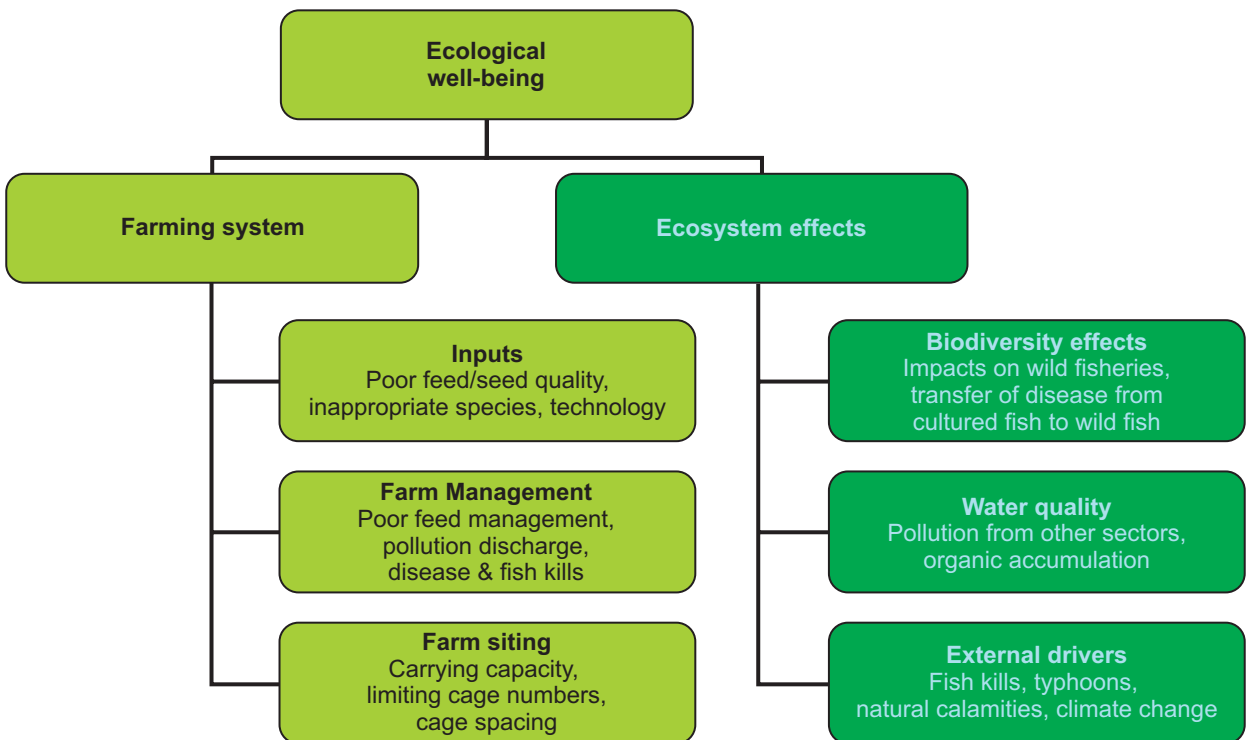 Ecological
well-being
Farming system
Ecosystem effects
Inputs
Poor feed/seed quality,
inappropriate species, technology
Farm Management
Poor feed management,
pollution discharge,
disease & fish kills
Farm siting
Carrying capacity,
limiting cage numbers,
cage spacing
Biodiversity effects
Impacts on wild fisheries,
transfer of disease from
cultured fish to wild fish
Water quality
Pollution from other sectors,
organic accumulation
External drivers
Fish kills, typhoons,
natural calamities, climate change